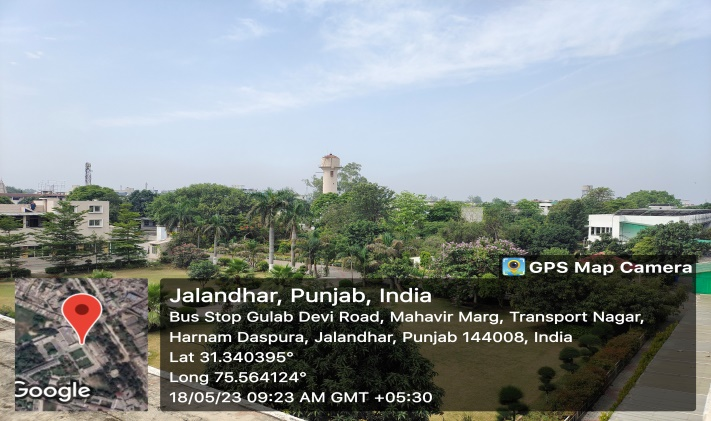 GPS Map Camera
Jalandhar, Punjab, India
Bus Stop Gulab Devi Road, Mahavir Marg, Transport Nagar,
Harnam Daspura, Jalandhar, Punjab 144008, India
Lat 31.340395°
Long 75.564124°
18/05/23 09:23 AM GMT +05:30
Google